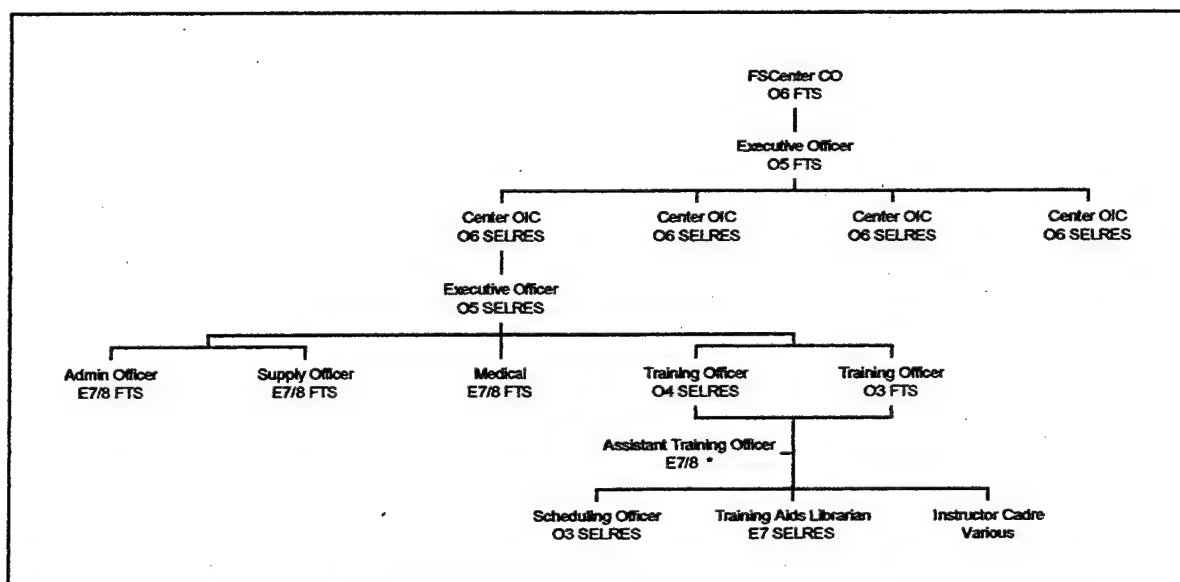 FSCenter CO
O6 FTS
Executive Officer
O5 FTS
Center OIC
O6 SELRES
Center OIC
O6 SELRES
Center OIC
O6 SELRES
Center OIC
O6 SELRES
Executive Officer
O5 SELRES
Admin Officer
E7/8 FTS
Supply Officer
E7/8 FTS
Medical
E7/8 FTS
Training Officer
O4 SELRES
Training Officer
O3 FTS
Assistant Training Officer
E7/8 *
Scheduling Officer
O3 SELRES
Training Aids Librarian
E7 SELRES
Instructor Cadre
Various